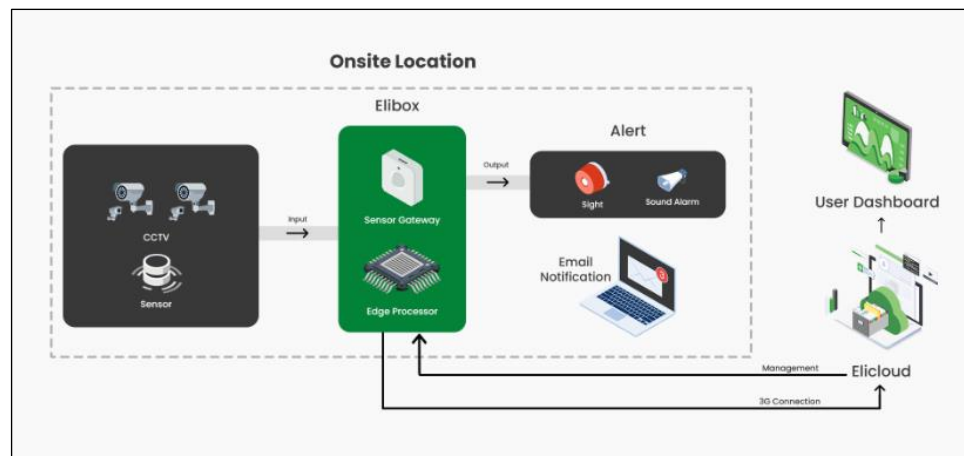 Onsite Location
Elibox
Alert
CCTV
Sensor
Input
Sensor Gateway
Edge Processor
Output
Sight
Sound Alarm
Email
Notification
3
User Dashboard
Elicloud
Management
3G Connection